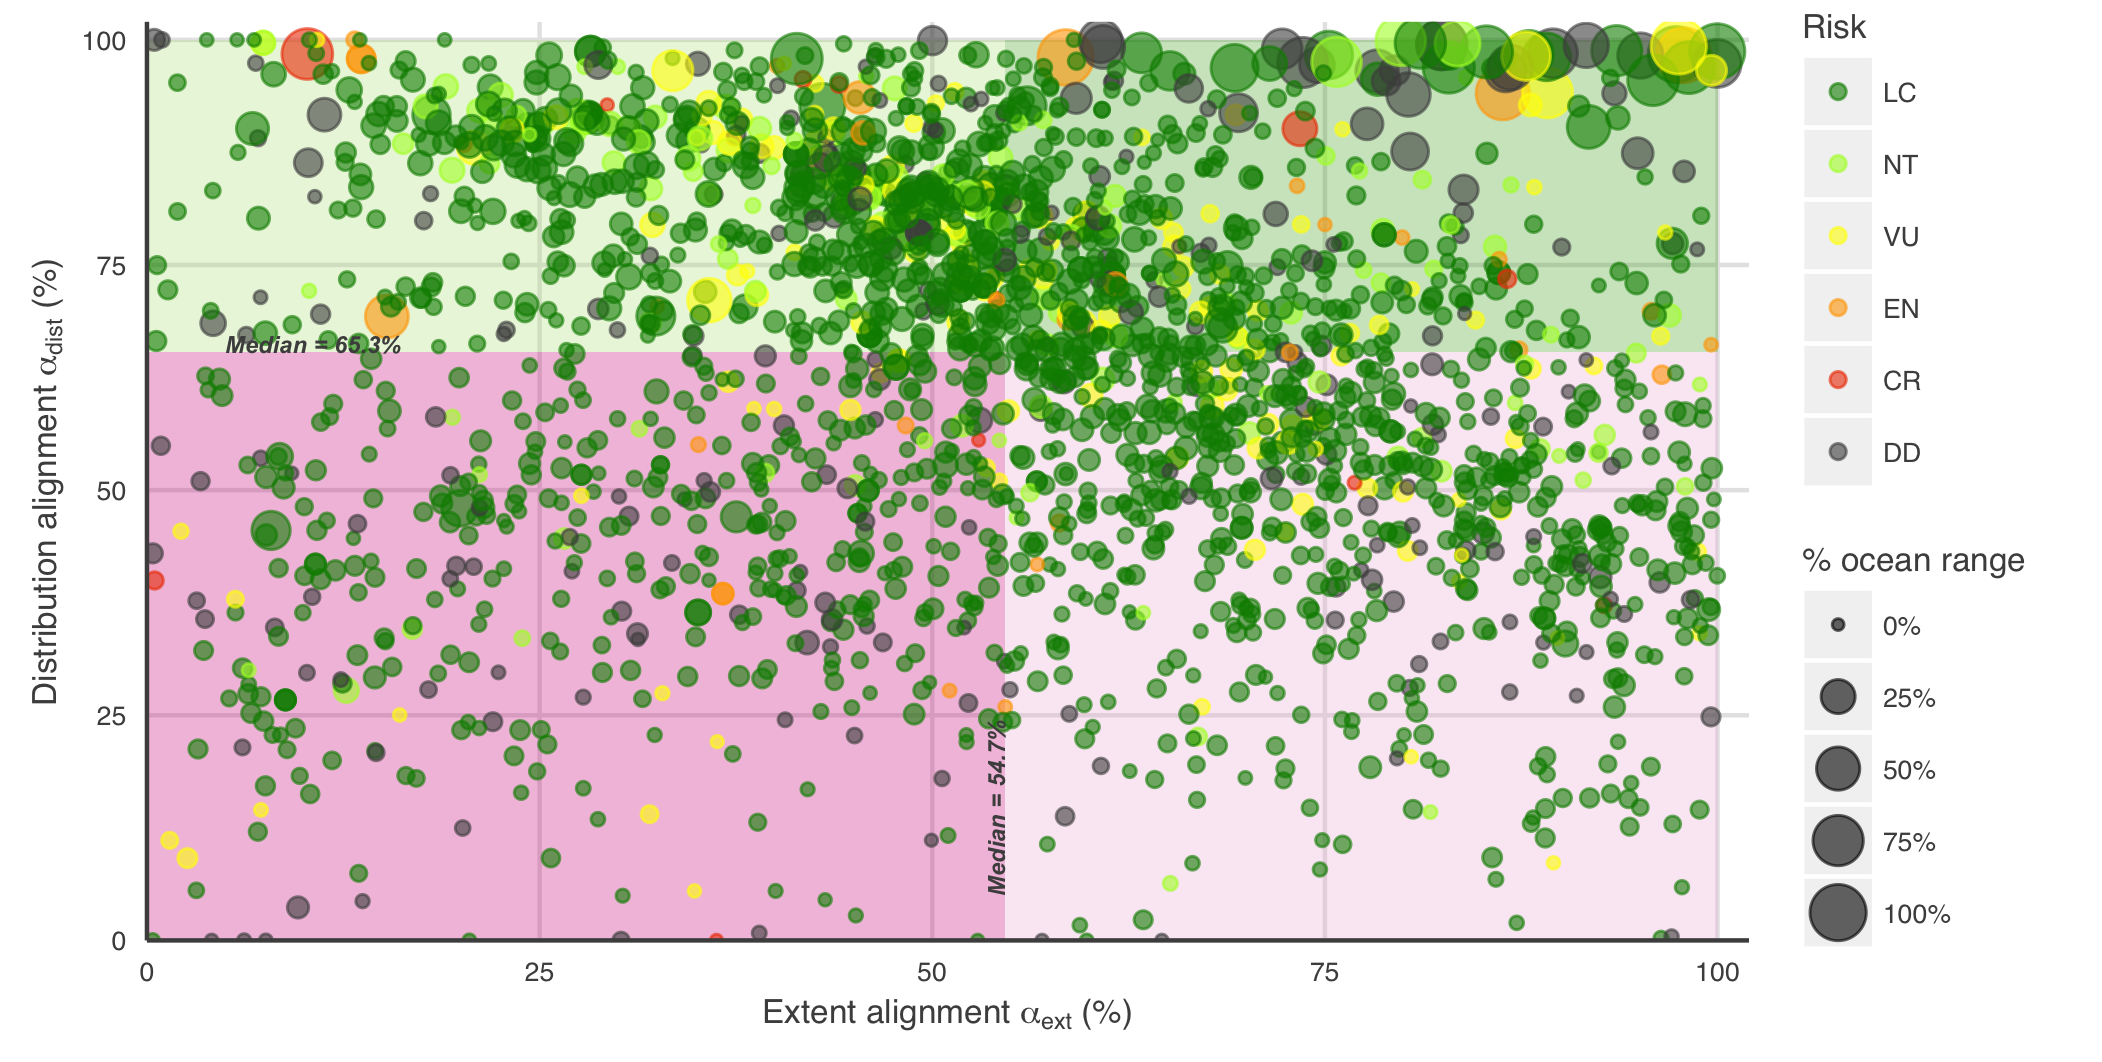 Distribution alignment αdist (%)
100
75
50
25
0
Median = 65.3%
Median = 54.7%
0
25
50
75
100
Extent alignment αext (%)
Risk
LC
NT
VU
EN
CR
DD
% ocean range
0%
25%
50%
75%
100%